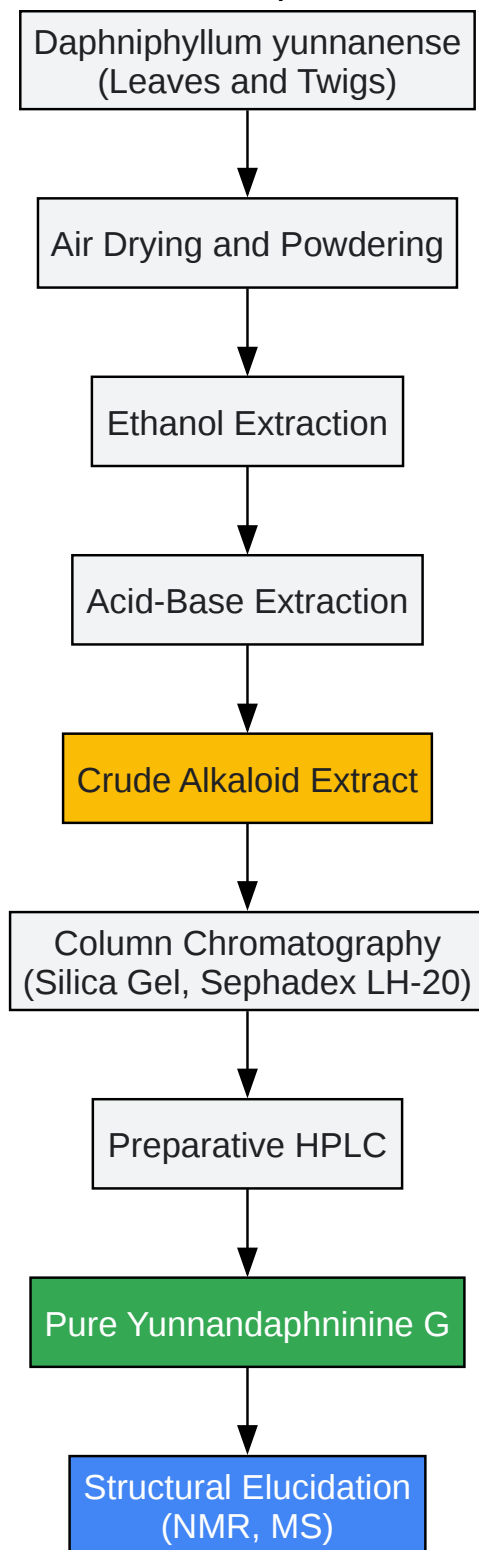 Daphniphyllum yunnanense
(Leaves and Twigs)
Air Drying and Powdering
Ethanol Extraction
Acid-Base Extraction
Crude Alkaloid Extract
Column Chromatography
(Silica Gel, Sephadex LH-20)
Preparative HPLC
Pure Yunnandaphninine G
Structural Elucidation
(NMR, MS)